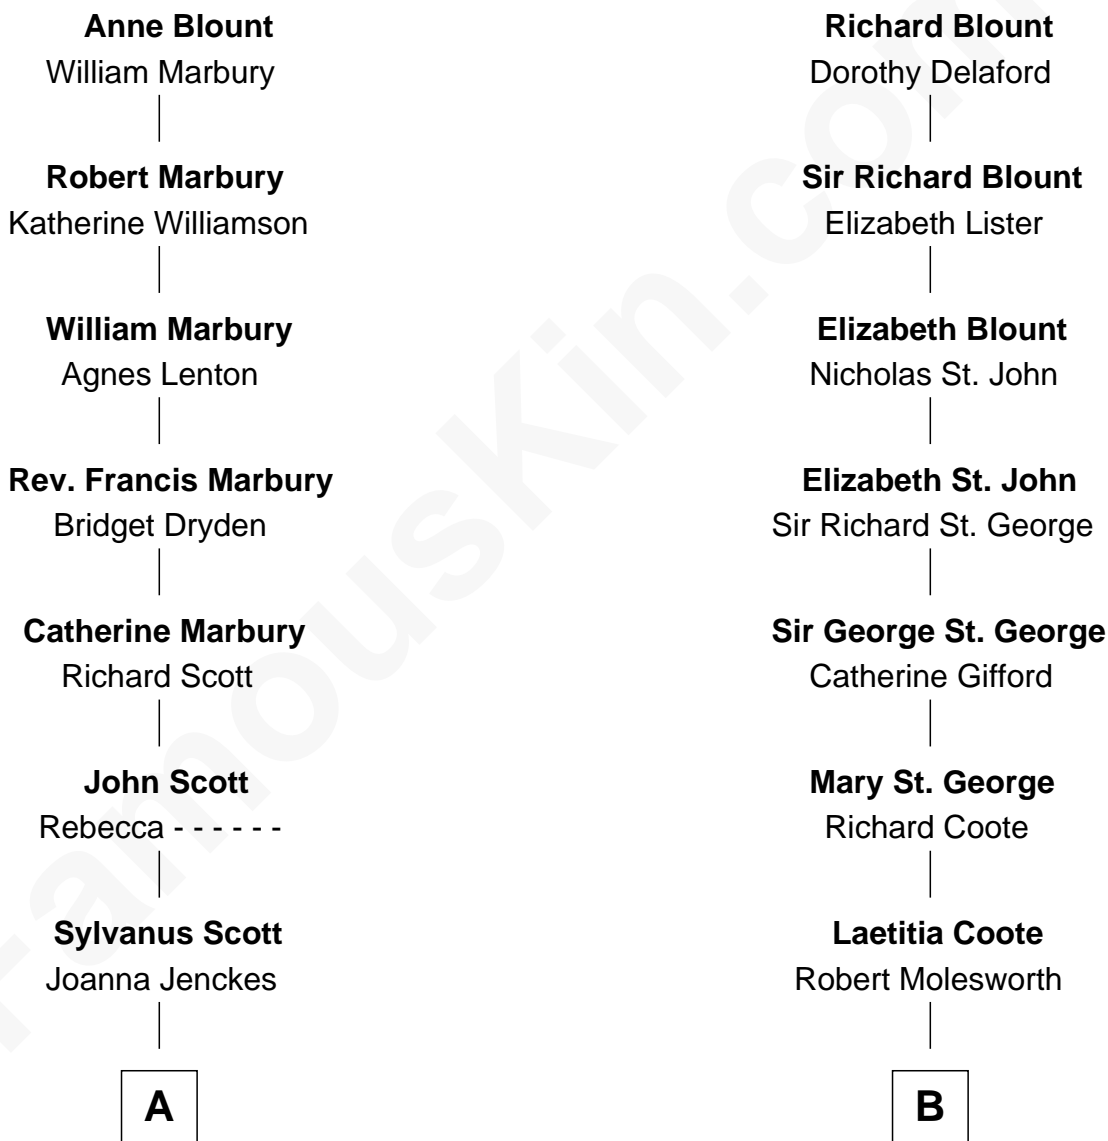 Anne Blount
William Marbury
Robert Marbury
Katherine Williamson
William Marbury
Agnes Lenton
Rev. Francis Marbury
Bridget Dryden
Catherine Marbury
Richard Scott
John Scott
Rebecca - - - - - -
Sylvanus Scott
Joanna Jenckes
A
Richard Blount
Dorothy Delaford
Sir Richard Blount
Elizabeth Lister
Elizabeth Blount
Nicholas St. John
Elizabeth St. John
Sir Richard St. George
Sir George St. George
Catherine Gifford
Mary St. George
Richard Coote
Laetitia Coote
Robert Molesworth
B
FamousKin.com